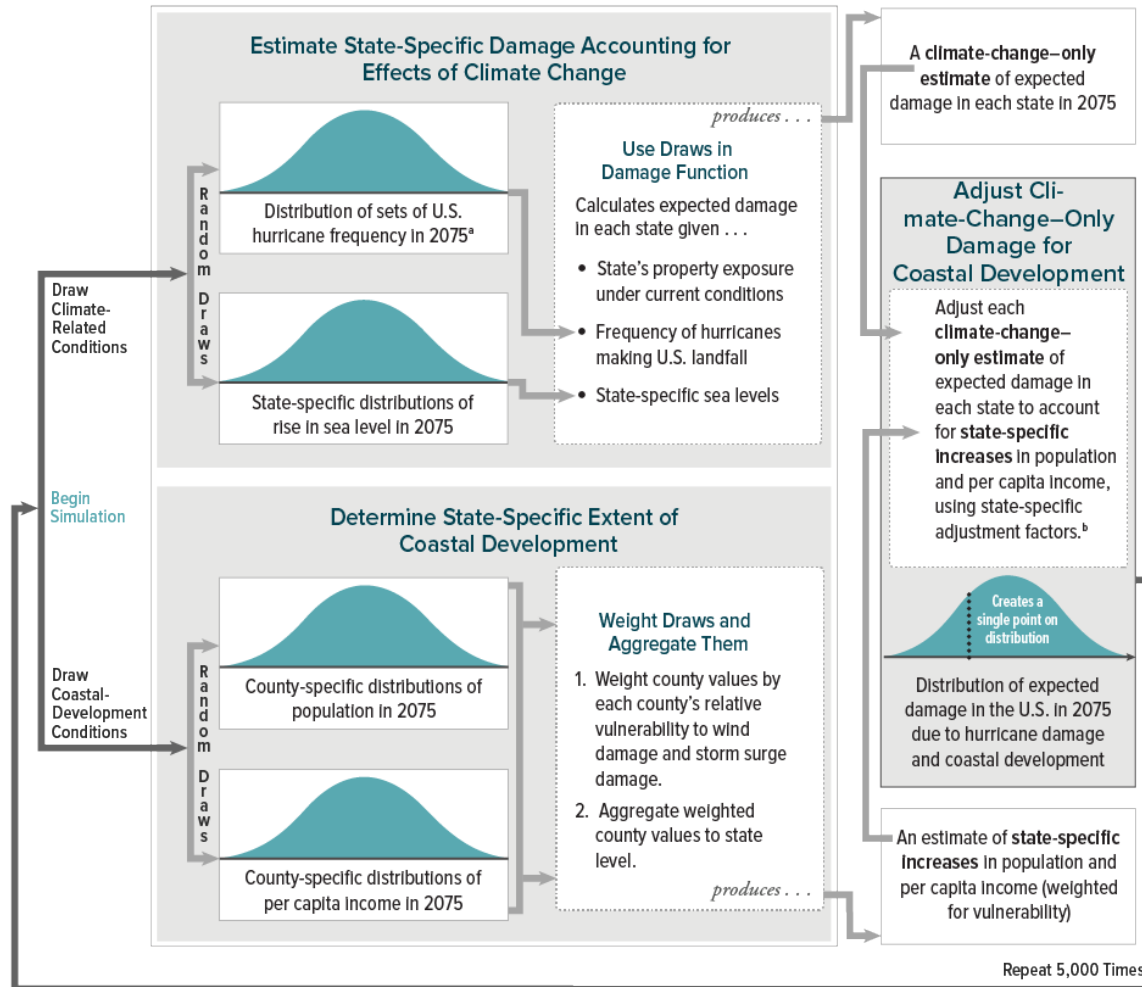 Estimate State-Specific Damage Accounting for
Effects of Climate Change
Random Draws
Distribution of sets of U.S.
hurricane frequency in 2075ᵃ
State-specific distributions of
rise in sea level in 2075
produces . . .
Use Draws in
Damage Function
Calculates expected damage
in each state given . . .
• State's property exposure
under current conditions
• Frequency of hurricanes
making U.S. landfall
• State-specific sea levels
A climate-change–only
estimate of expected
damage in each state in 2075
Draw
Climate-
Related
Conditions
Begin
Simulation
Draw
Coastal-
Development
Conditions
Determine State-Specific Extent of
Coastal Development
Random Draws
County-specific distributions of
population in 2075
County-specific distributions of
per capita income in 2075
Weight Draws and
Aggregate Them
1. Weight county values by
each county's relative
vulnerability to wind
damage and storm surge
damage.
2. Aggregate weighted
county values to state
level.
produces . . .
Adjust Cli-
mate-Change–Only
Damage for
Coastal Development
Adjust each
climate-change–
only estimate of
expected damage in
each state to account
for state-specific
increases in population
and per capita income,
using state-specific
adjustment factors.ᵇ
Creates a
single point on
distribution
Distribution of expected
damage in the U.S. in 2075
due to hurricane damage
and coastal development
An estimate of state-specific
increases in population and
per capita income (weighted
for vulnerability)
Repeat 5,000 Times